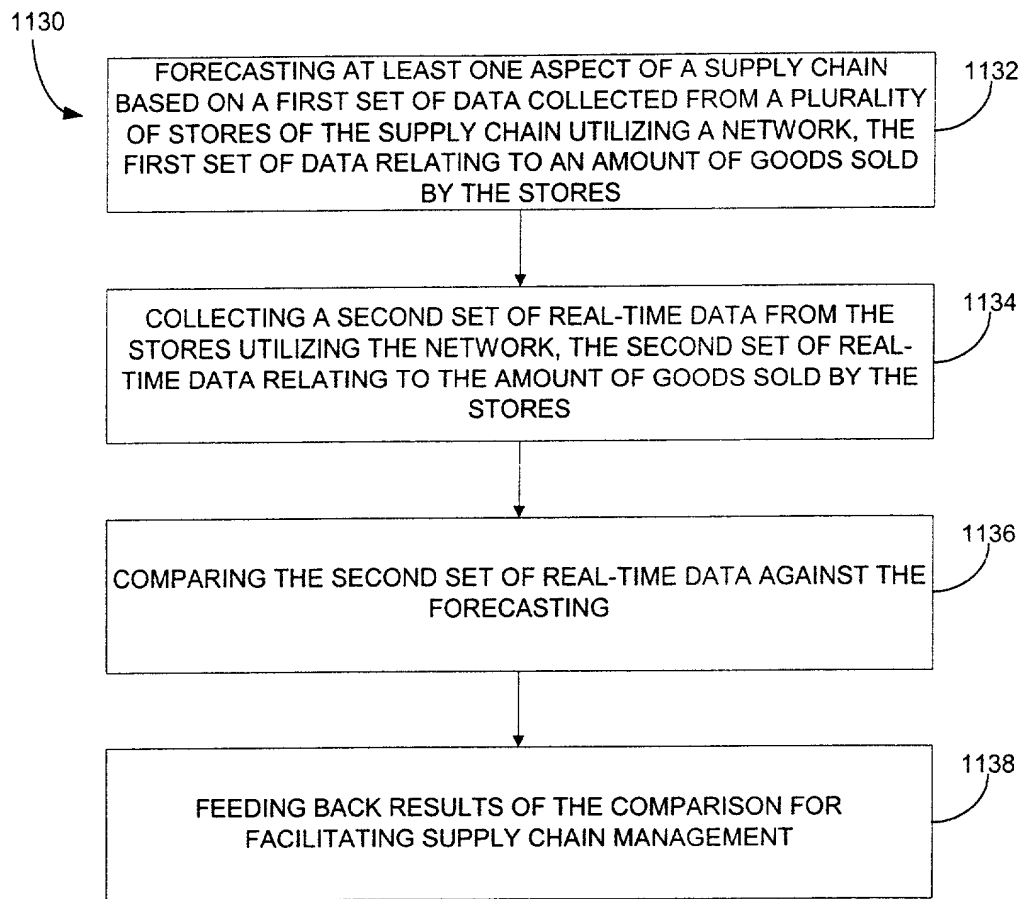 1130
FORECASTING AT LEAST ONE ASPECT OF A SUPPLY CHAIN
BASED ON A FIRST SET OF DATA COLLECTED FROM A PLURALITY
OF STORES OF THE SUPPLY CHAIN UTILIZING A NETWORK, THE
FIRST SET OF DATA RELATING TO AN AMOUNT OF GOODS SOLD
BY THE STORES
1132
COLLECTING A SECOND SET OF REAL-TIME DATA FROM THE
STORES UTILIZING THE NETWORK, THE SECOND SET OF REAL-
TIME DATA RELATING TO THE AMOUNT OF GOODS SOLD BY THE
STORES
1134
COMPARING THE SECOND SET OF REAL-TIME DATA AGAINST THE
FORECASTING
1136
FEEDING BACK RESULTS OF THE COMPARISON FOR
FACILITATING SUPPLY CHAIN MANAGEMENT
1138